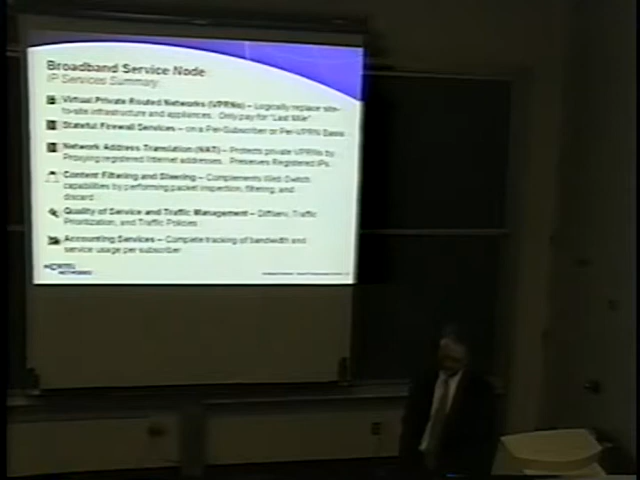 Broadband Service Node
IP Services Summary
Virtual Private Routed Networks (VPRNs) – Logically replace site-
to-site infrastructure and appliances. Only pay for "Last Mile"
Stateful Firewall Services – on a Per-Subscriber or Per-VPRN Basis
Network Address Translation (NAT) – Protects private VPRNs by
Proxying registered Internet addresses. Preserves Registered IPs.
Content Filtering and Steering – Complements Web Switch
capabilities by performing packet inspection, filtering, and
discard
Quality of Service and Traffic Management – Diffserv, Traffic
Prioritization, and Traffic Policies
Accounting Services – Complete tracking of bandwidth and
service usage per subscriber
NORTEL
NETWORKS